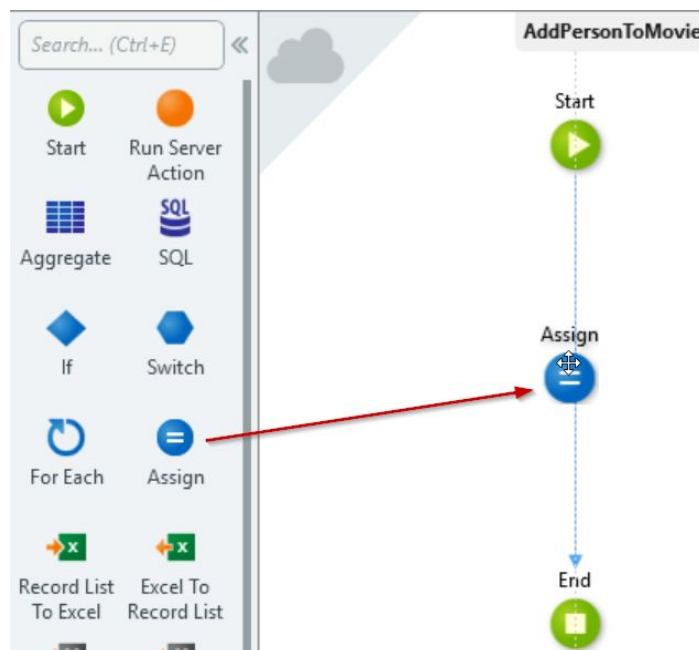 Search... (Ctrl+E)
AddPersonToMovie
Start
Run Server
Action
SQL
Aggregate
SQL
If
Switch
For Each
Assign
x
x
Record List
To Excel
Excel To
Record List
Start
Assign
End